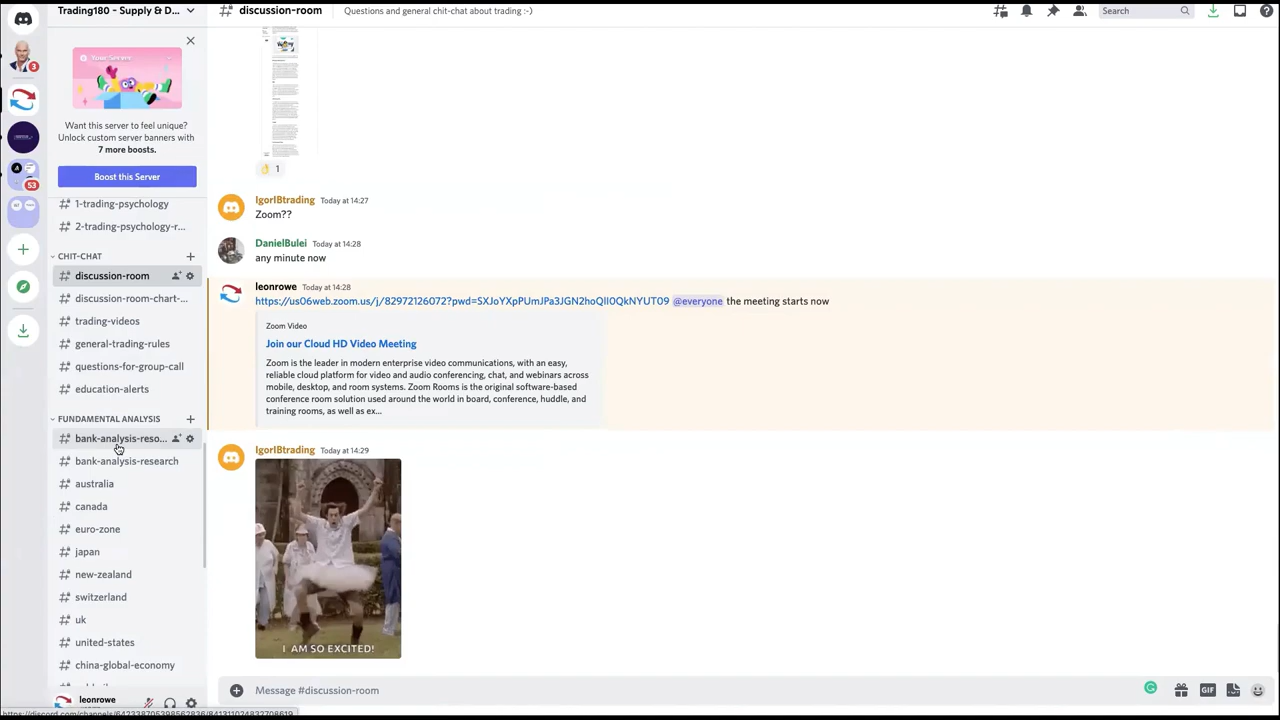 Trading180 - Supply & D...
discussion-room
Questions and general chit-chat about trading :-)
Search
Your Server
Want this server to feel unique?
Unlock custom server banners with
7 more boosts.
Boost this Server
1-trading-psychology
2-trading-psychology-r...
CHIT-CHAT
discussion-room
discussion-room-chart-...
trading-videos
general-trading-rules
questions-for-group-call
education-alerts
FUNDAMENTAL ANALYSIS
bank-analysis-reso...
bank-analysis-research
australia
canada
euro-zone
japan
new-zealand
switzerland
uk
united-states
china-global-economy
leonrowe
3
53
1
IgorIBtrading Today at 14:27
Zoom??
DanielBulei Today at 14:28
any minute now
leonrowe Today at 14:28
@everyone the meeting starts now
Zoom Video
Join our Cloud HD Video Meeting
Zoom is the leader in modern enterprise video communications, with an easy,
reliable cloud platform for video and audio conferencing, chat, and webinars across
mobile, desktop, and room systems. Zoom Rooms is the original software-based
conference room solution used around the world in board, conference, huddle, and
training rooms, as well as ex...
IgorIBtrading Today at 14:29
I AM SO EXCITED!
Message #discussion-room
GIF